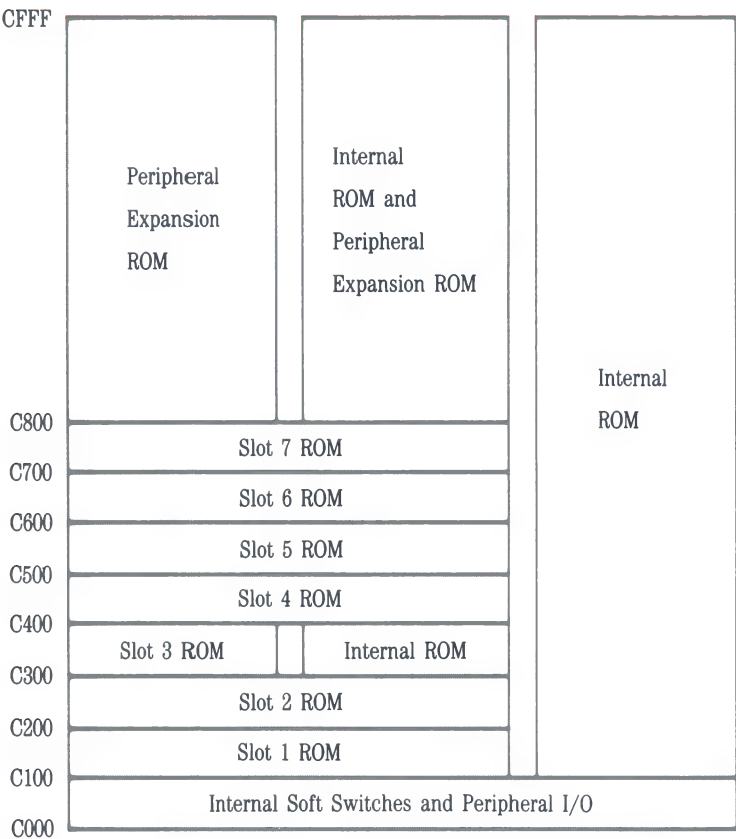 CFFF
Peripheral
Expansion
ROM
Internal
ROM and
Peripheral
Expansion ROM
Internal
ROM
C800
Slot 7 ROM
C700
Slot 6 ROM
C600
Slot 5 ROM
C500
Slot 4 ROM
C400
Slot 3 ROM
Internal ROM
C300
Slot 2 ROM
C200
Slot 1 ROM
C100
Internal Soft Switches and Peripheral I/O
C000